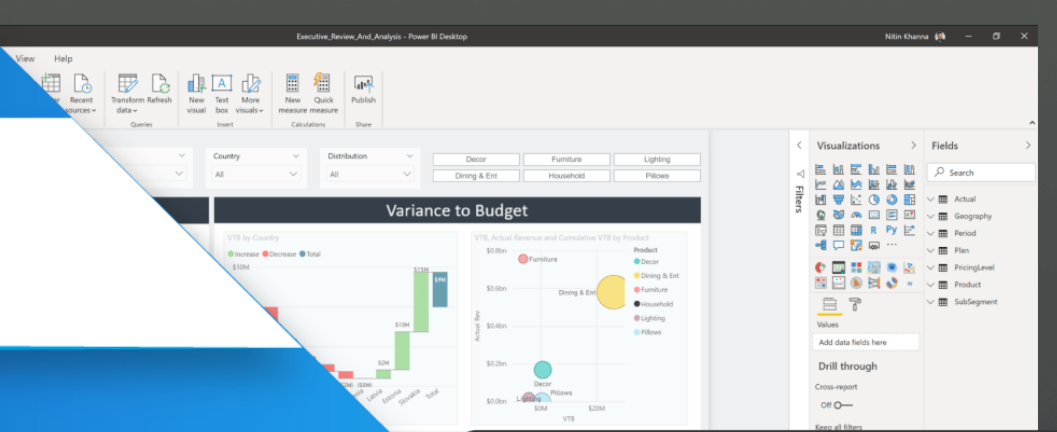 Executive_Review_And_Analysis - Power BI Desktop
Nitin Khanna
View Help
Recent
Transform Refresh
New Text More
New Quick
Publish
data
visual box visuals
measure measure
Queries
Insert
Calculations
Share
Country
Distribution
Decor Furniture Lighting
All
All
Dining & Ent Household Pillows
Variance to Budget
VTB by Country
Increase Decrease Total
$10M
$15M
$9M
$10M
$2M
($3M)
Latvia Estonia Slovakia Total
VTB, Actual Revenue and Cumulative VTB by Product
$0.8bn
$0.6bn
$0.4bn
$0.2bn
$0.0bn
Actual Rev
Furniture
Dining & Ent
Decor
Pillows
Lighting
$0M $20M
VTB
Product
Decor
Dining & Ent
Furniture
Household
Lighting
Pillows
Filters
Visualizations
R Py
Values
Add data fields here
Drill through
Cross-report
Off
Keep all filters
Fields
Search
Actual
Geography
Period
Plan
PricingLevel
Product
SubSegment